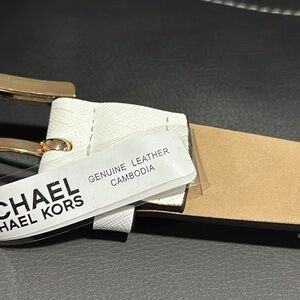 CHAEL
HAEL KORS
GENUINE LEATHER
CAMBODIA